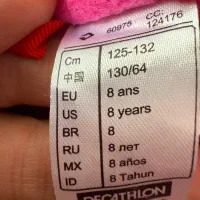 60975 CC: 124176
Cm 125-132
中国 130/64
EU 8 ans
US 8 years
BR 8
RU 8 лет
MX 8 años
ID 8 Tahun
DECATHLON